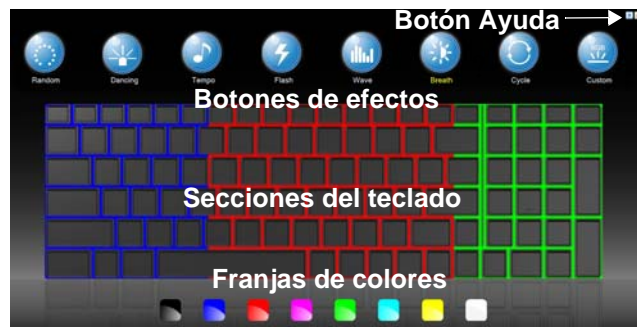 Botón Ayuda
Random Dancing Tempo Flash Wave Breath Cycle Custom
Botones de efectos
Secciones del teclado
Franjas de colores